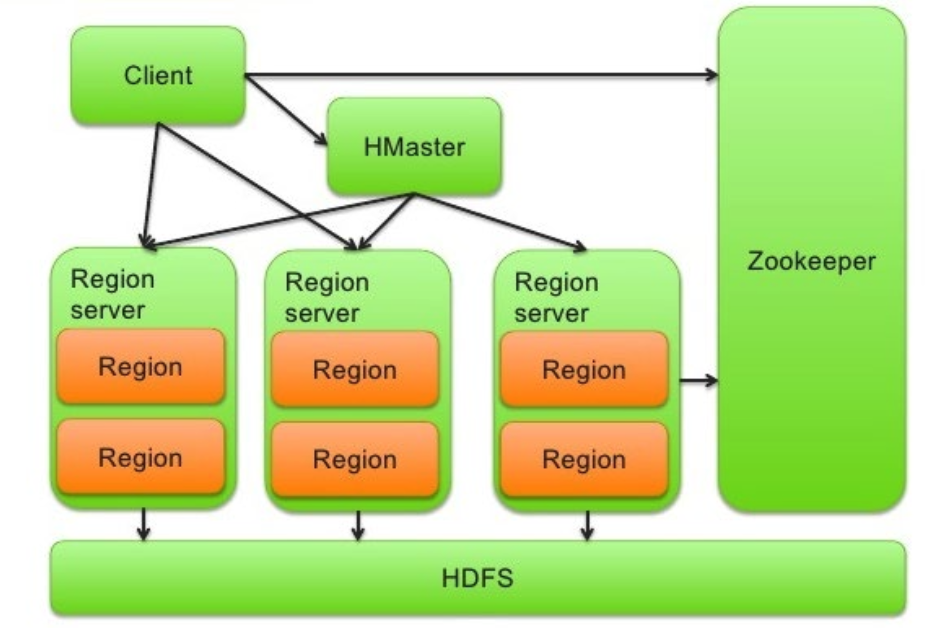 Client
HMaster
Zookeeper
Region
server
Region
Region
Region
server
Region
Region
Region
server
Region
Region
HDFS